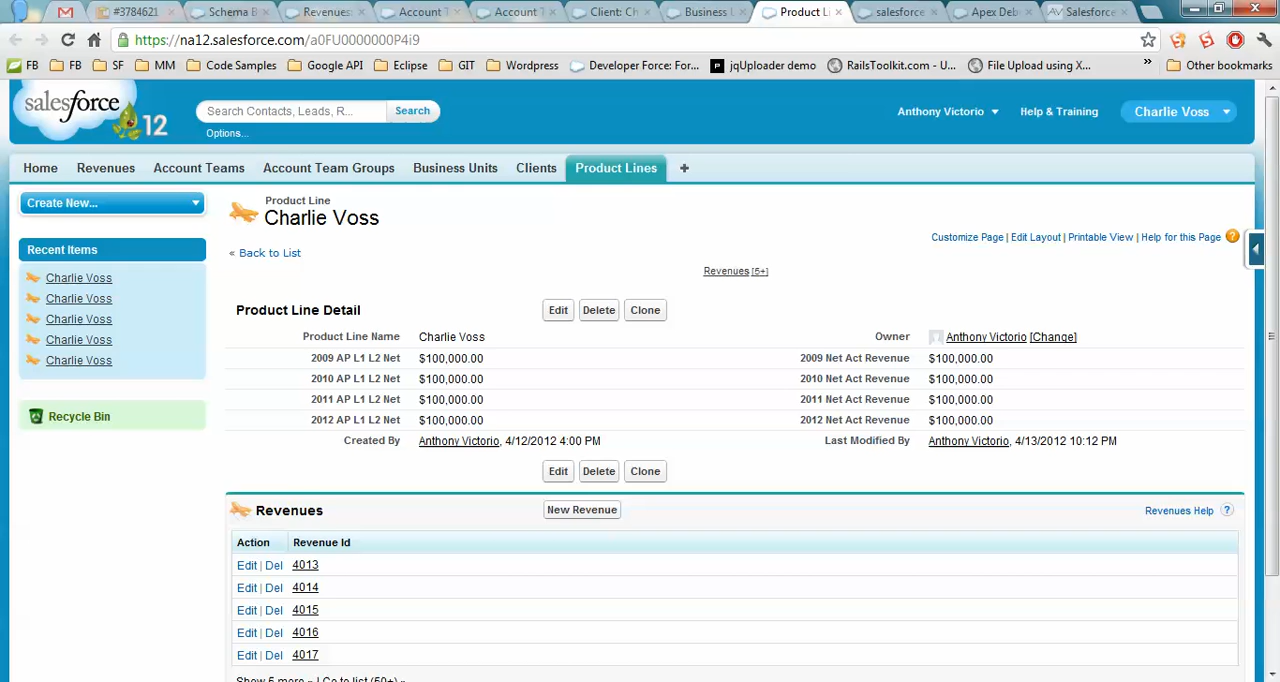 #3784621
Schema B
Revenues:
Account T
Account T
Client: Ch
Business L
Product Li
salesforce
Apex Deb
Salesforce
https://na12.salesforce.com/a0FU0000000P4i9
FB
FB
SF
MM
Code Samples
Google API
Eclipse
GIT
Wordpress
Developer Force: For...
jqUploader demo
RailsToolkit.com - U...
File Upload using X...
»
Other bookmarks
salesforce 12
Search Contacts, Leads, R...
Search
Options...
Anthony Victorio
Help & Training
Charlie Voss
Home
Revenues
Account Teams
Account Team Groups
Business Units
Clients
Product Lines
+
Create New...
Recent Items
Charlie Voss
Charlie Voss
Charlie Voss
Charlie Voss
Charlie Voss
Recycle Bin
Product Line
Charlie Voss
Customize Page | Edit Layout | Printable View | Help for this Page ?
« Back to List
Revenues [5+]
Product Line Detail
Edit
Delete
Clone
Product Line Name Charlie Voss
Owner Anthony Victorio [Change]
2009 AP L1 L2 Net $100,000.00
2009 Net Act Revenue $100,000.00
2010 AP L1 L2 Net $100,000.00
2010 Net Act Revenue $100,000.00
2011 AP L1 L2 Net $100,000.00
2011 Net Act Revenue $100,000.00
2012 AP L1 L2 Net $100,000.00
2012 Net Act Revenue $100,000.00
Created By Anthony Victorio, 4/12/2012 4:00 PM
Last Modified By Anthony Victorio, 4/13/2012 10:12 PM
Edit
Delete
Clone
Revenues
New Revenue
Revenues Help ?
Action Revenue Id
Edit | Del 4013
Edit | Del 4014
Edit | Del 4015
Edit | Del 4016
Edit | Del 4017
Show 5 more » | Go to list (50+) »